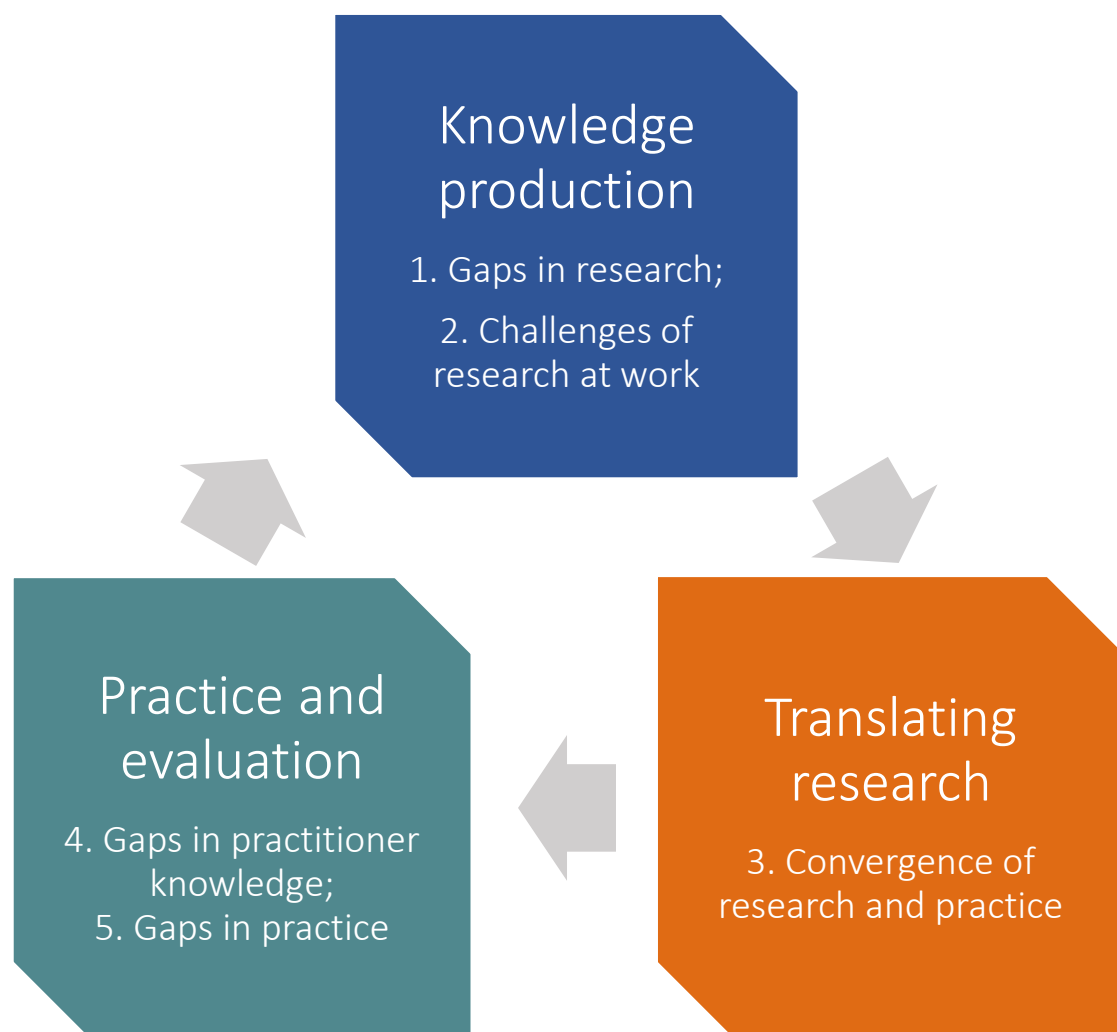 Knowledge
production
1. Gaps in research;
2. Challenges of
research at work
Practice and
evaluation
4. Gaps in practitioner
knowledge;
5. Gaps in practice
Translating
research
3. Convergence of
research and practice